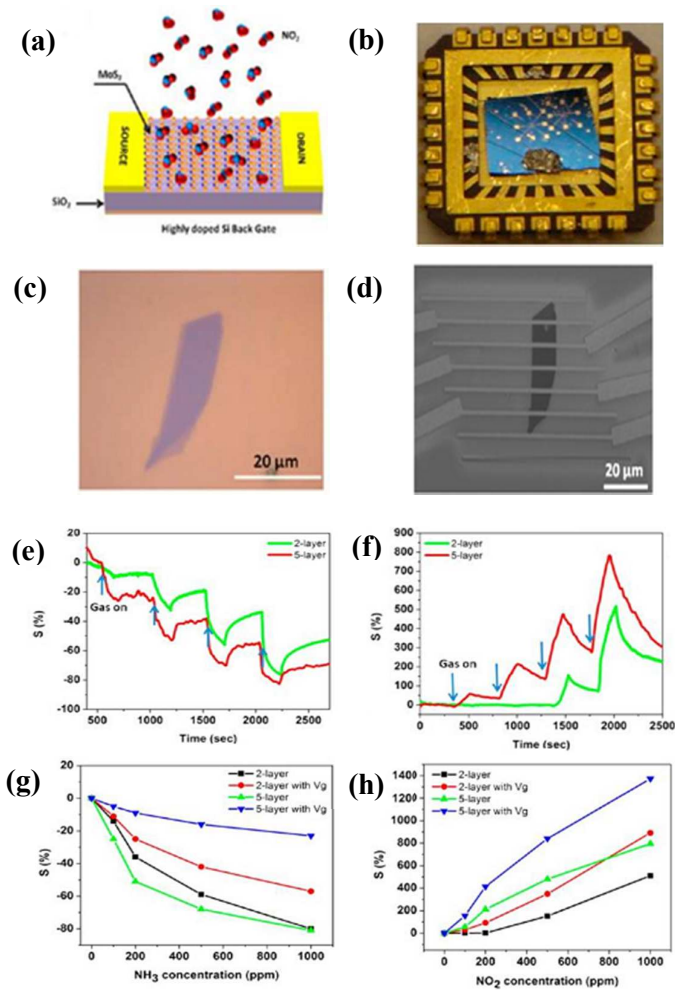 (a)
NO2
MoS2
SOURCE
DRAIN
SiO2
Highly doped Si Back Gate
(b)
(c)
20 μm
(d)
20 μm
(e)
20
0
-20
-40
-60
-80
-100
S (%)
2-layer
5-layer
Gas on
500 1000 1500 2000 2500
Time (sec)
(f)
900
800
700
600
500
400
300
200
100
0
S (%)
2-layer
5-layer
Gas on
0 500 1000 1500 2000 2500
Time (sec)
(g)
20
0
-20
-40
-60
-80
S (%)
2-layer
2-layer with Vg
5-layer
5-layer with Vg
0 200 400 600 800 1000
NH3 concentration (ppm)
(h)
1400
1200
1000
800
600
400
200
0
S (%)
2-layer
2-layer with Vg
5-layer
5-layer with Vg
0 200 400 600 800 1000
NO2 concentration (ppm)